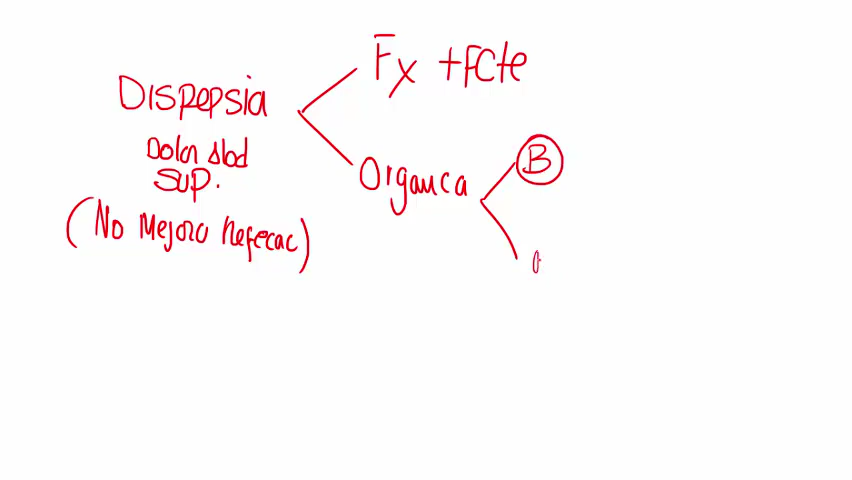 Fx +FCte
Dispepsia
B
Dolor Abd
Sup.
Organica
(No Mejora Defecac)